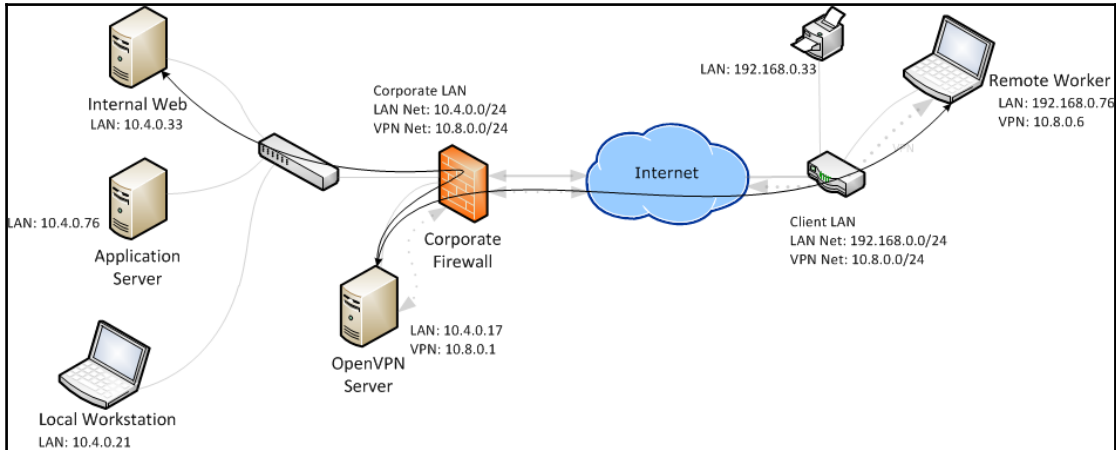 Internal Web
LAN: 10.4.0.33
LAN: 10.4.0.76
Application
Server
Local Workstation
LAN: 10.4.0.21
Corporate LAN
LAN Net: 10.4.0.0/24
VPN Net: 10.8.0.0/24
Corporate
Firewall
LAN: 10.4.0.17
VPN: 10.8.0.1
OpenVPN
Server
Internet
LAN: 192.168.0.33
Remote Worker
LAN: 192.168.0.76
VPN: 10.8.0.6
VPN
Client LAN
LAN Net: 192.168.0.0/24
VPN Net: 10.8.0.0/24